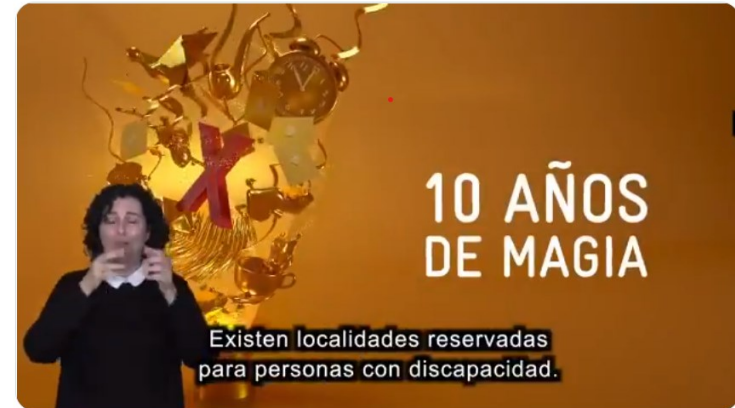 X
10 AÑOS
DE MAGIA
Existen localidades reservadas
para personas con discapacidad.